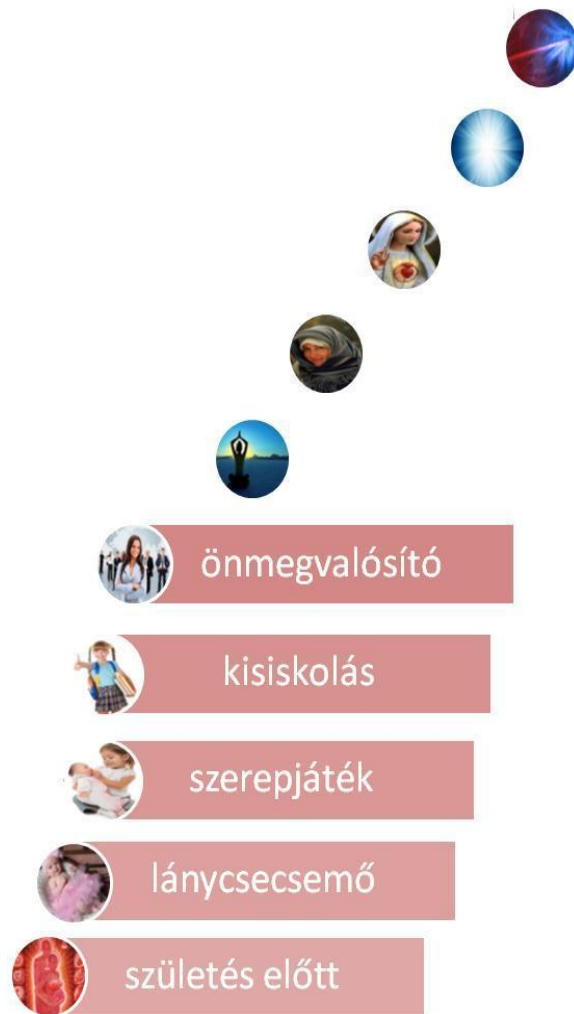 önmegvalósító
kisiskolás
szerepjáték
lánycsecsemő
születés előtt